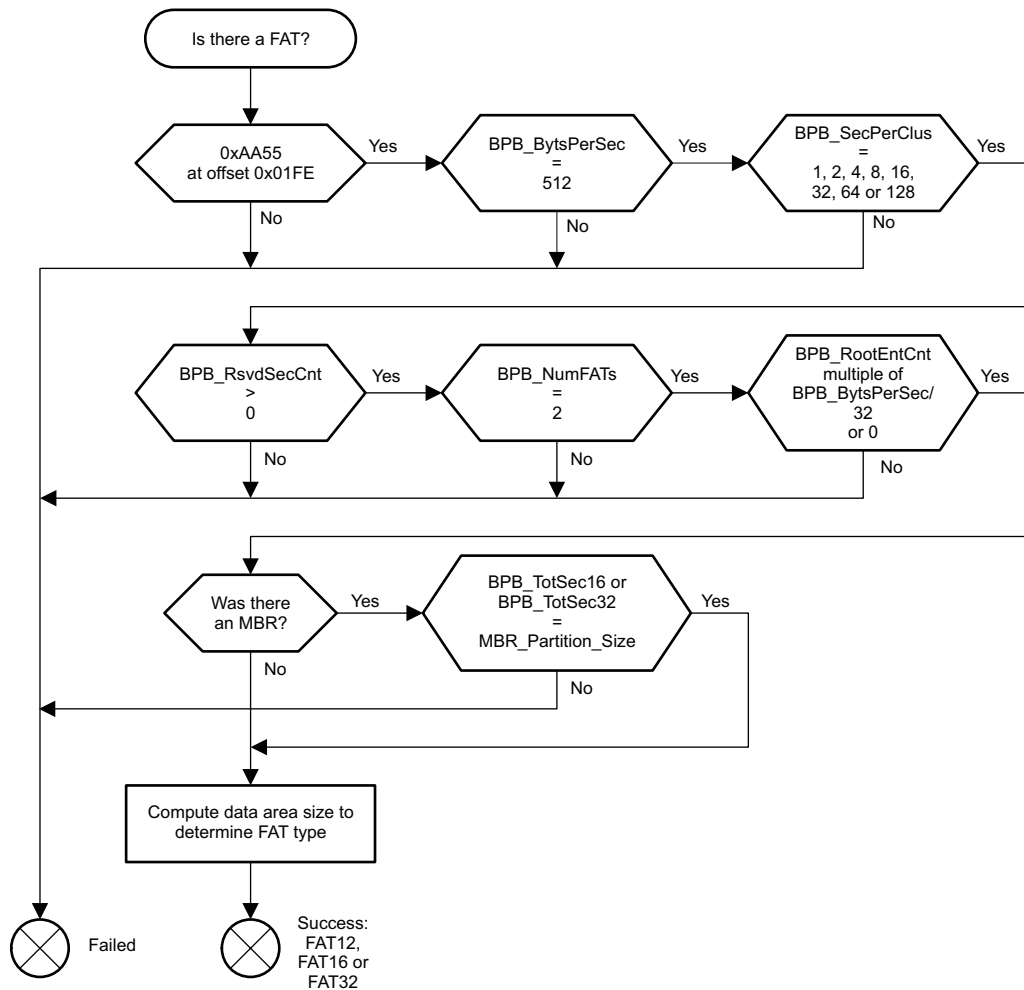 Is there a FAT?
0xAA55
at offset 0x01FE
Yes
No
BPB_BytsPerSec
=
512
Yes
No
BPB_SecPerClus
=
1, 2, 4, 8, 16,
32, 64 or 128
Yes
No
BPB_RsvdSecCnt
>
0
Yes
No
BPB_NumFATs
=
2
Yes
No
BPB_RootEntCnt
multiple of
BPB_BytsPerSec/
32
or 0
Yes
No
Was there
an MBR?
Yes
No
BPB_TotSec16 or
BPB_TotSec32
=
MBR_Partition_Size
Yes
No
Compute data area size to
determine FAT type
Failed
Success:
FAT12,
FAT16 or
FAT32